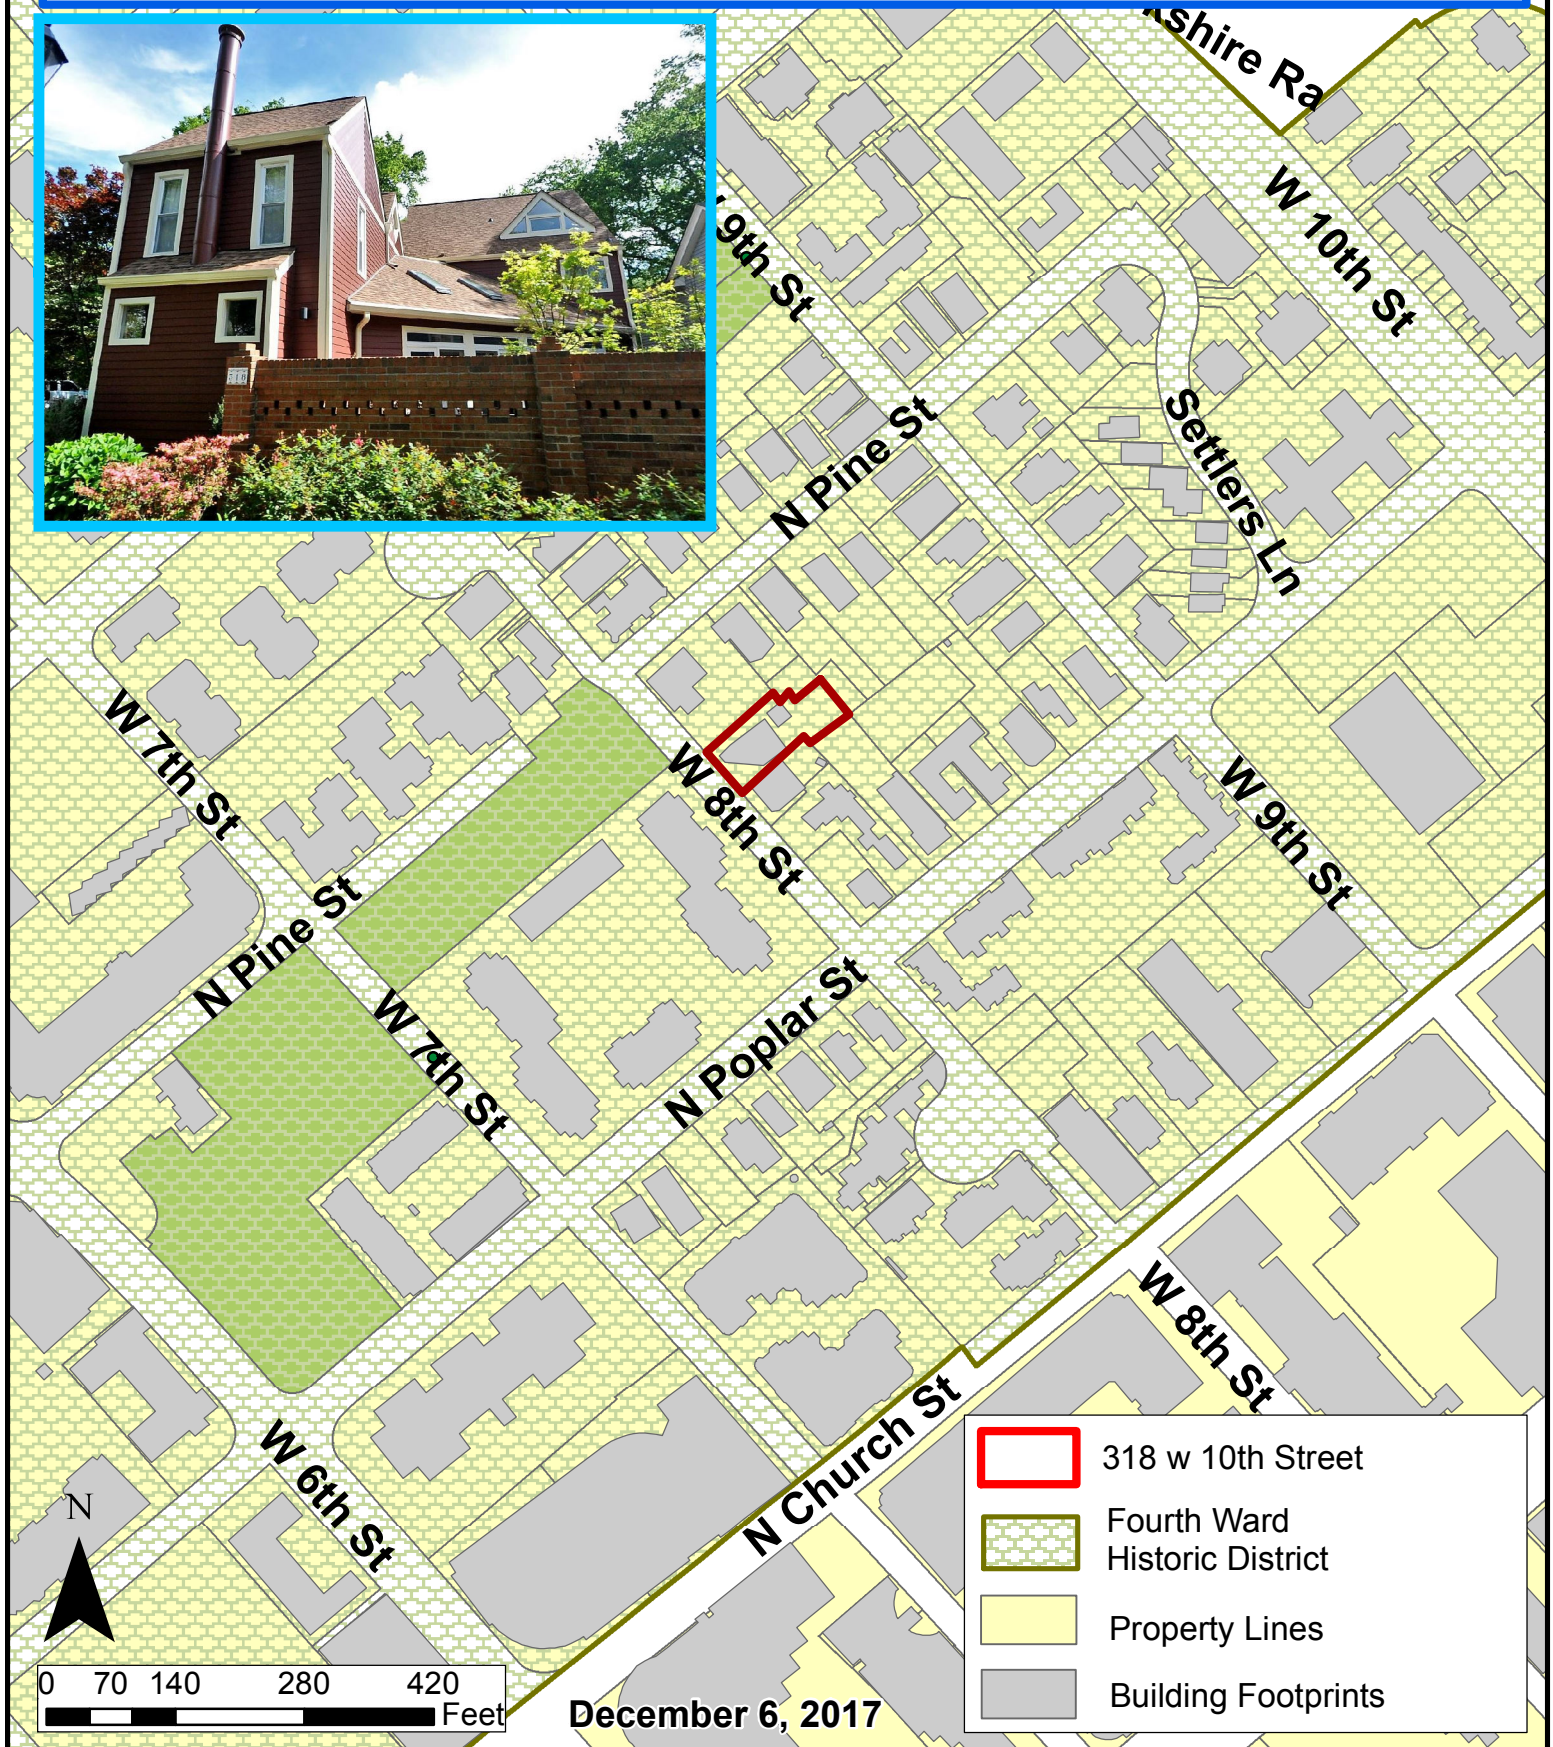 kshire Ra
W 10th St
9th St
Settlers Ln
N Pine St
W 7th St
W 8th St
W 9th St
N Pine St
W 7th St
N Poplar St
W 8th St
N Church St
W 6th St
N
318 w 10th Street
Fourth Ward
Historic District
Property Lines
Building Footprints
0 70 140 280 420
Feet
December 6, 2017